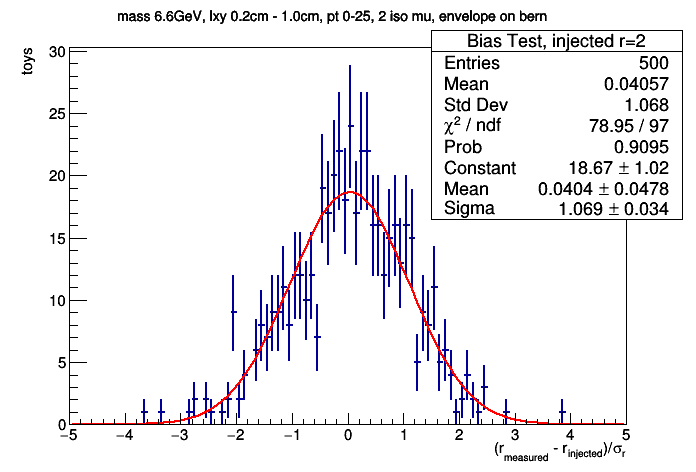 mass 6.6GeV, lxy 0.2cm - 1.0cm, pt 0-25, 2 iso mu, envelope on bern
Bias Test, injected r=2
Entries 500
Mean 0.04057
Std Dev 1.068
χ² / ndf 78.95 / 97
Prob 0.9095
Constant 18.67 ± 1.02
Mean 0.0404 ± 0.0478
Sigma 1.069 ± 0.034
toys
30
25
20
15
10
5
0
−5 −4 −3 −2 −1 0 1 2 3 4 5
(r_measured - r_injected)/σ_r